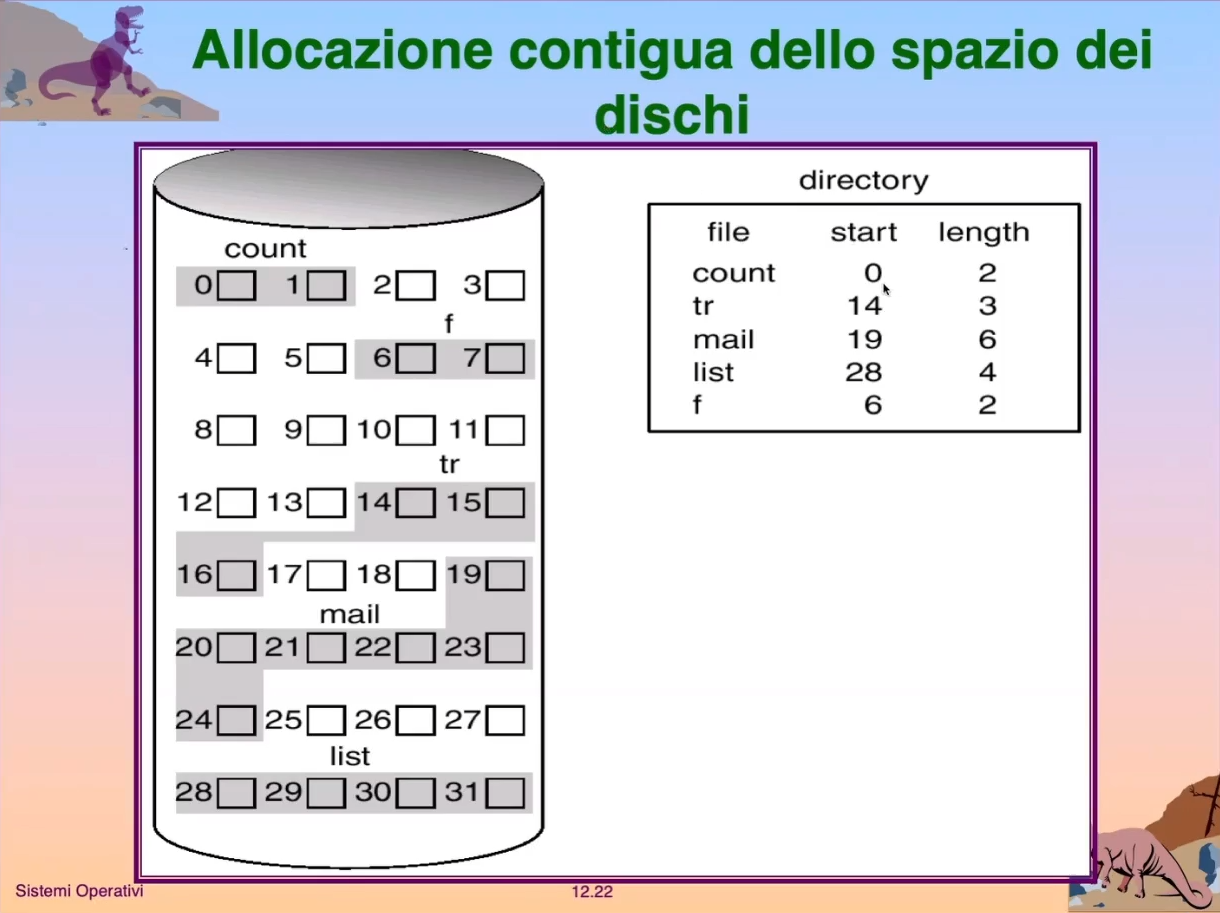 Allocazione contigua dello spazio dei
dischi
directory
file start length
count 0 2
tr 14 3
mail 19 6
list 28 4
f 6 2
count
0 1 2 3
f
4 5 6 7
8 9 10 11
tr
12 13 14 15
16 17 18 19
mail
20 21 22 23
24 25 26 27
list
28 29 30 31
Sistemi Operativi
12.22